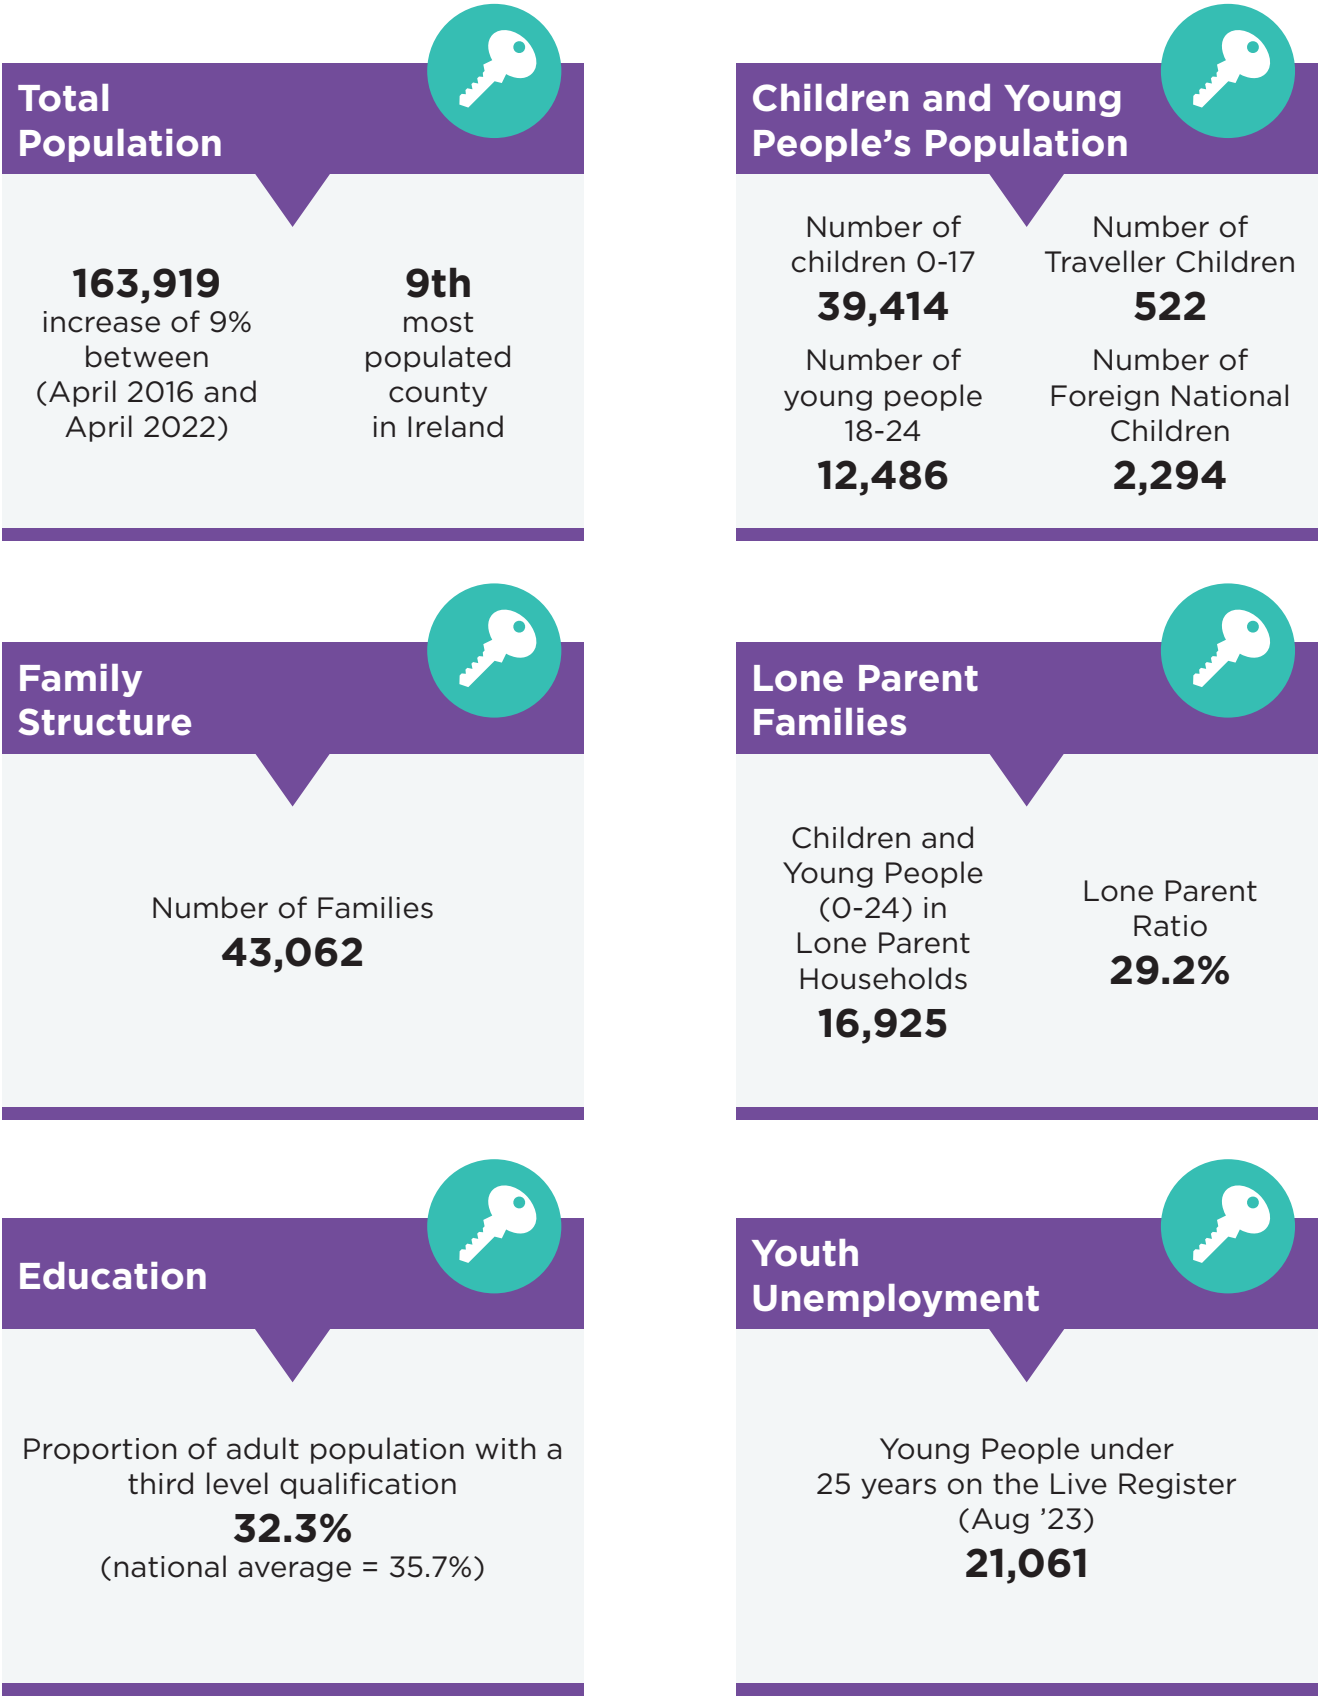 Total
Population
163,919
increase of 9%
between
(April 2016 and
April 2022)
9th
most
populated
county
in Ireland
Children and Young
People’s Population
Number of
children 0-17
39,414
Number of
young people
18-24
12,486
Number of
Traveller Children
522
Number of
Foreign National
Children
2,294
Family
Structure
Number of Families
43,062
Lone Parent
Families
Children and
Young People
(0-24) in
Lone Parent
Households
16,925
Lone Parent
Ratio
29.2%
Education
Proportion of adult population with a
third level qualification
32.3%
(national average = 35.7%)
Youth
Unemployment
Young People under
25 years on the Live Register
(Aug ’23)
21,061